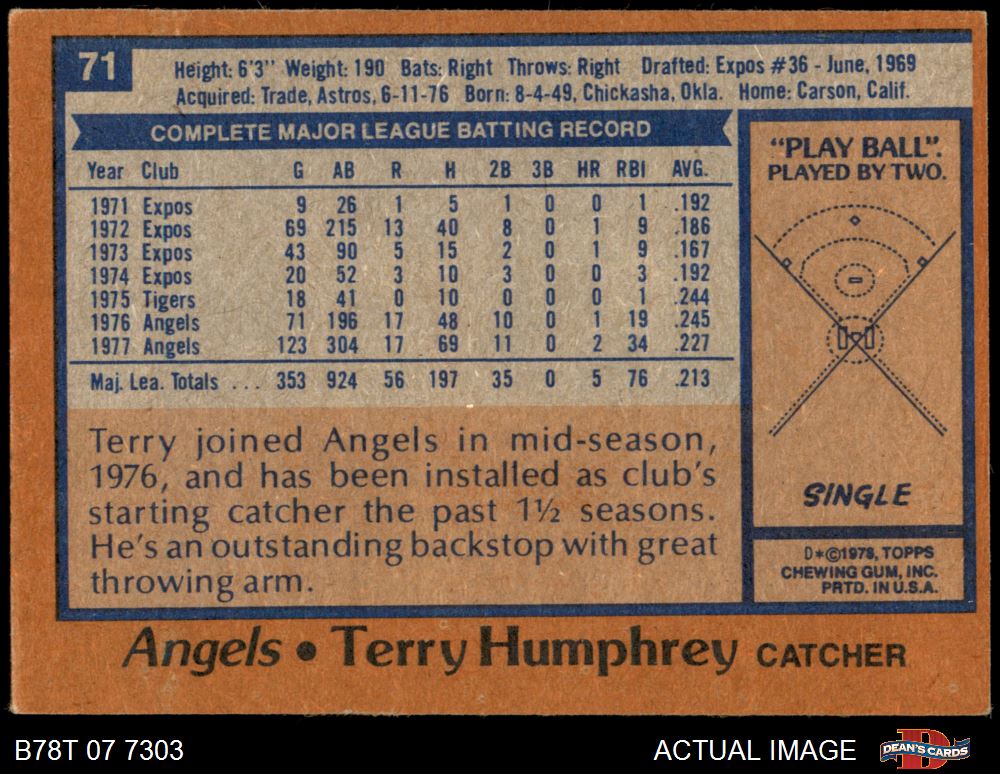 71
Height: 6'3" Weight: 190 Bats: Right Throws: Right Drafted: Expos #36 - June, 1969
Acquired: Trade, Astros, 6-11-76 Born: 8-4-49, Chickasha, Okla. Home: Carson, Calif.
COMPLETE MAJOR LEAGUE BATTING RECORD
Year Club G AB R H 2B 3B HR RBI AVG.
1971 Expos 9 26 1 5 1 0 0 1 .192
1972 Expos 69 215 13 40 8 0 1 9 .186
1973 Expos 43 90 5 15 2 0 1 9 .167
1974 Expos 20 52 3 10 3 0 0 3 .192
1975 Tigers 18 41 0 10 0 0 0 1 .244
1976 Angels 71 196 17 48 10 0 1 19 .245
1977 Angels 123 304 17 69 11 0 2 34 .227
Maj. Lea. Totals ... 353 924 56 197 35 0 5 76 .213
Terry joined Angels in mid-season,
1976, and has been installed as club's
starting catcher the past 1½ seasons.
He's an outstanding backstop with great
throwing arm.
"PLAY BALL".
PLAYED BY TWO.
SINGLE
D*©1978, TOPPS
CHEWING GUM, INC.
PRTD. IN U.S.A.
Angels • Terry Humphrey CATCHER
B78T 07 7303
ACTUAL IMAGE
DEAN'S CARDS